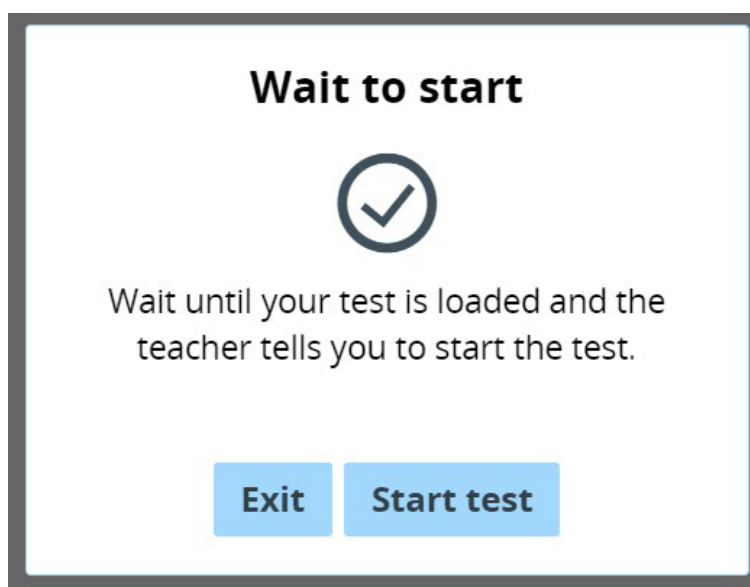 Wait to start
Wait until your test is loaded and the
teacher tells you to start the test.
Exit
Start test